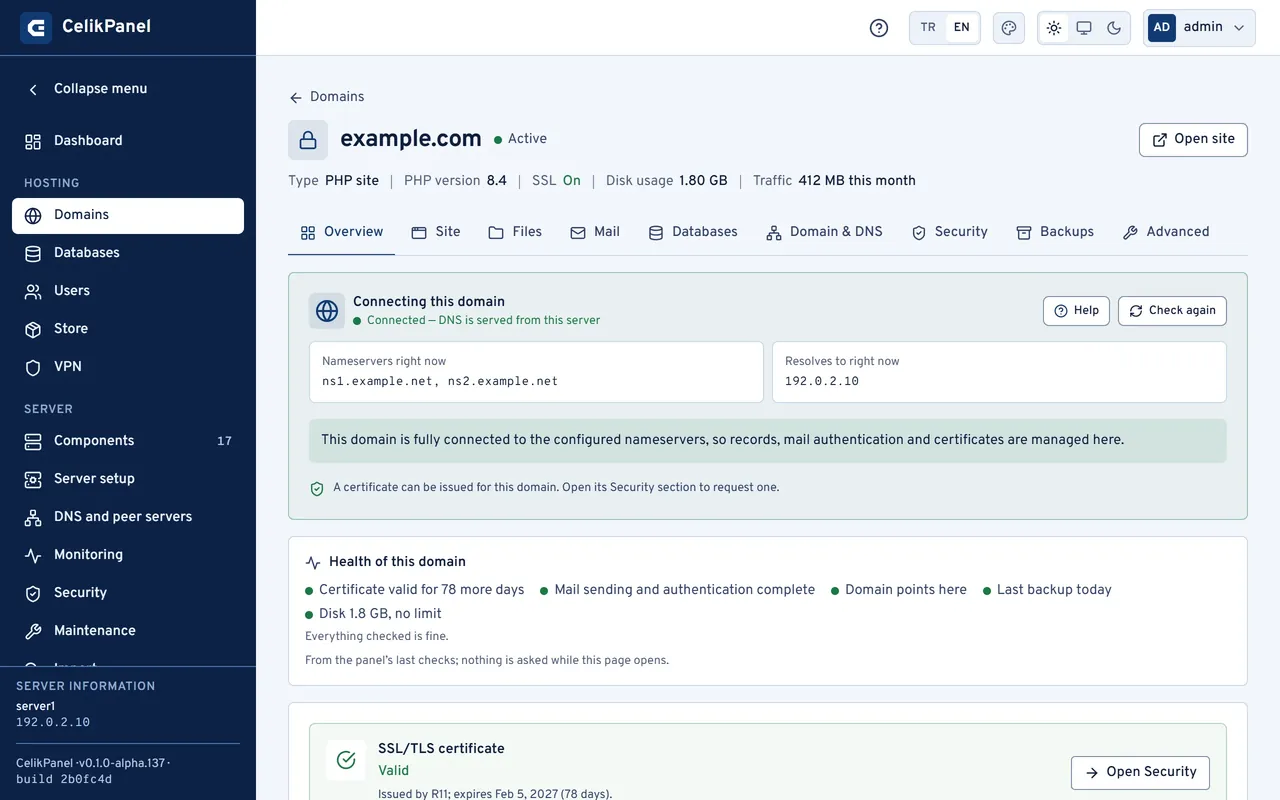 CelikPanel
TR EN
AD admin
Collapse menu
Dashboard
HOSTING
Domains
Databases
Users
Store
VPN
SERVER
Components 17
Server setup
DNS and peer servers
Monitoring
Security
Maintenance
SERVER INFORMATION
server1
192.0.2.10
CelikPanel ·v0.1.0-alpha.137·
build 2b0fc4d
Domains
example.com Active
Open site
Type PHP site | PHP version 8.4 | SSL On | Disk usage 1.80 GB | Traffic 412 MB this month
Overview Site Files Mail Databases Domain & DNS Security Backups Advanced
Connecting this domain
Connected — DNS is served from this server
Help Check again
Nameservers right now
ns1.example.net, ns2.example.net
Resolves to right now
192.0.2.10
This domain is fully connected to the configured nameservers, so records, mail authentication and certificates are managed here.
A certificate can be issued for this domain. Open its Security section to request one.
Health of this domain
Certificate valid for 78 more days Mail sending and authentication complete Domain points here Last backup today
Disk 1.8 GB, no limit
Everything checked is fine.
From the panel's last checks; nothing is asked while this page opens.
SSL/TLS certificate
Valid
Issued by R11; expires Feb 5, 2027 (78 days).
Open Security